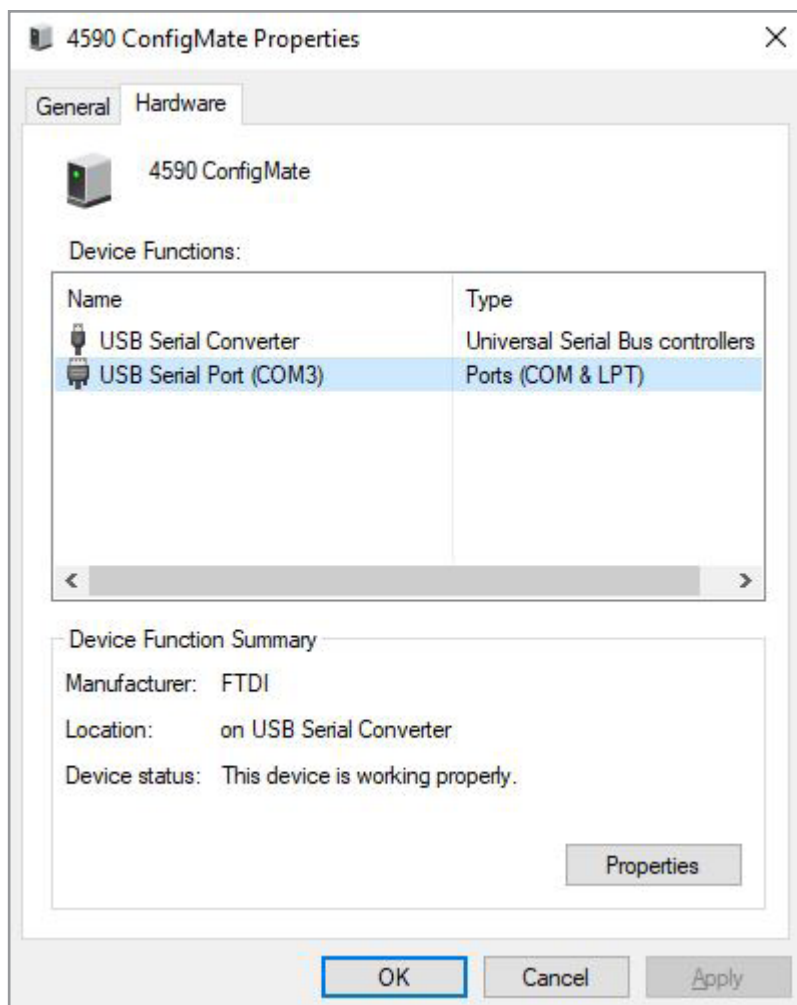 4590 ConfigMate Properties
General Hardware
4590 ConfigMate
Device Functions:
Name Type
USB Serial Converter Universal Serial Bus controllers
USB Serial Port (COM3) Ports (COM & LPT)
Device Function Summary
Manufacturer: FTDI
Location: on USB Serial Converter
Device status: This device is working properly.
Properties
OK Cancel Apply